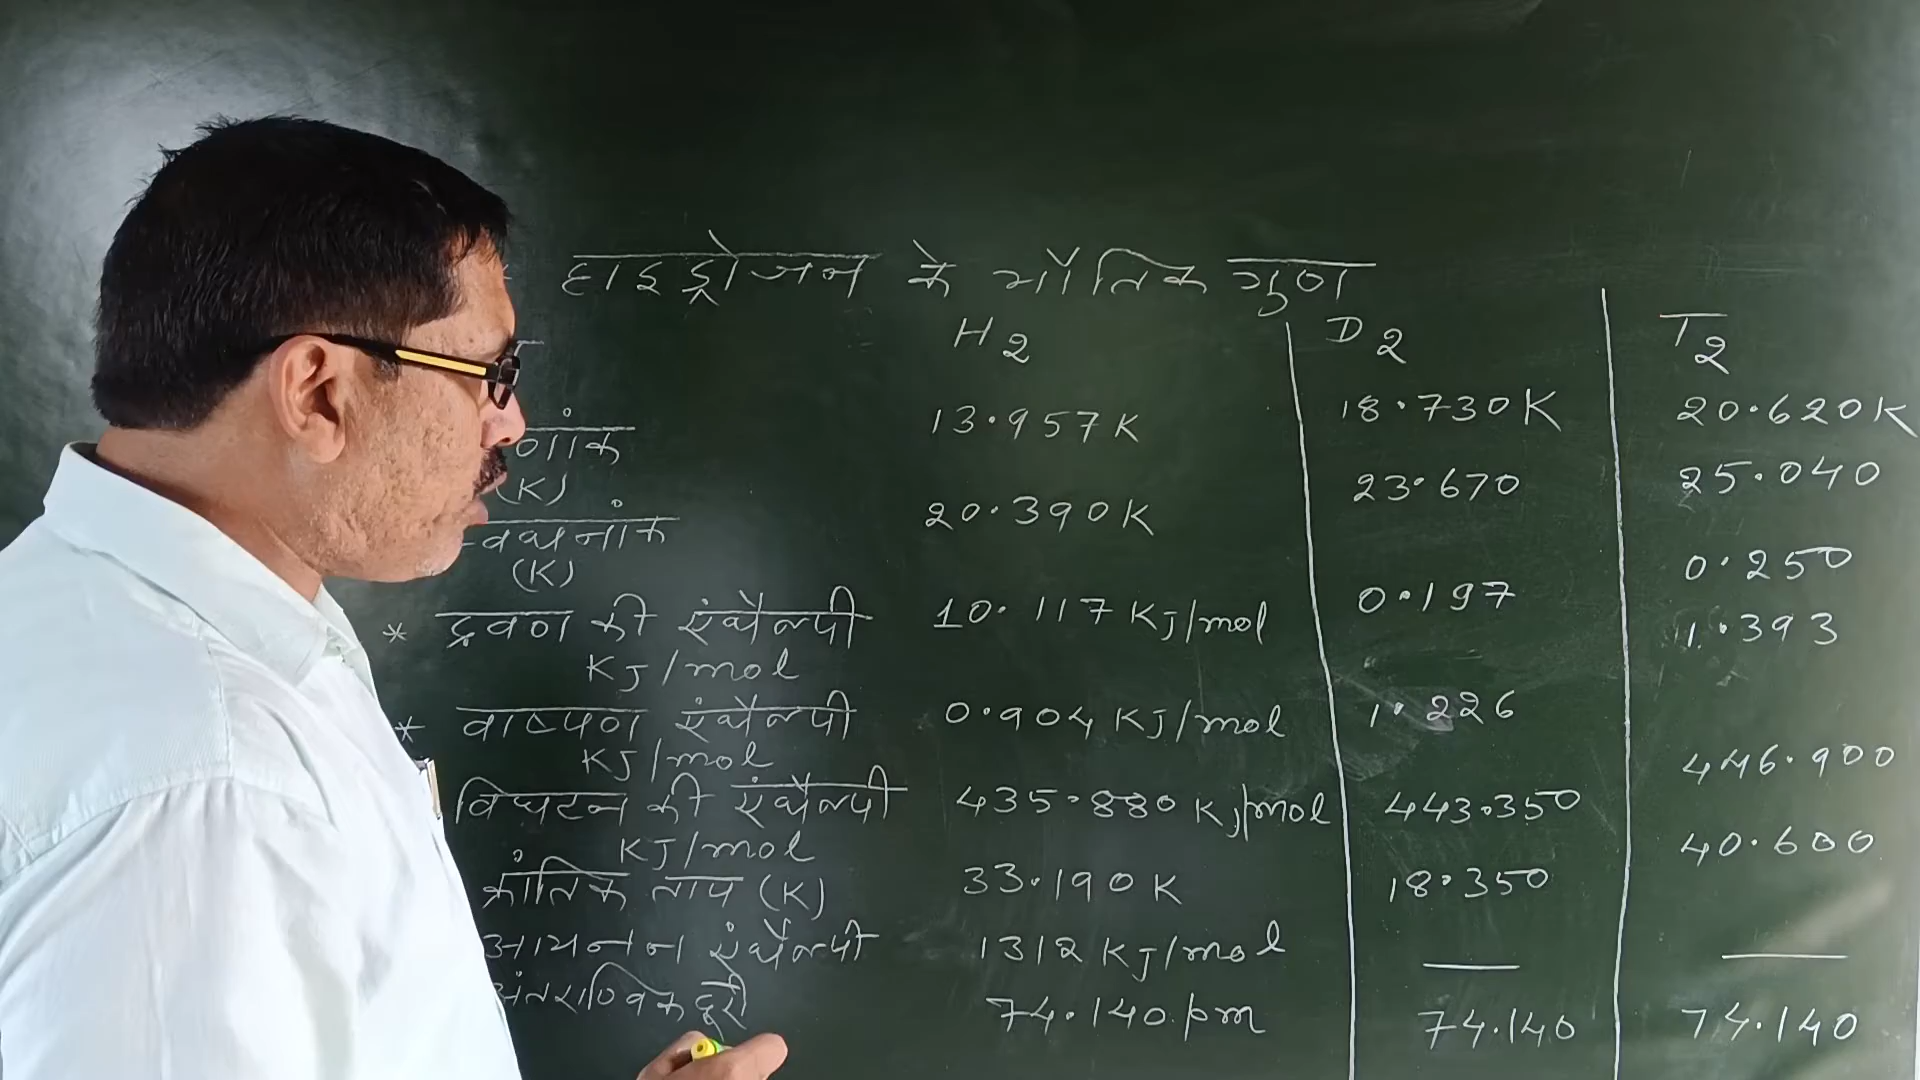 हाइड्रोजन के भौतिक गुण
H2 D2 T2
णांक 13.957K 18.730K 20.620K
(K)
क्वथनांक 20.390K 23.670 25.040
(K)
* द्रवण की एंथैल्पी 10.117 KJ/mol 0.197 0.250
KJ/mol
* वाष्पण एंथैल्पी 0.904 KJ/mol 1.226 1.393
KJ/mol
विघटन की एंथैल्पी 435.880 KJ/mol 443.350 446.900
KJ/mol
क्रांतिक ताप (K) 33.190 K 18.350 40.600
आयनन एंथैल्पी 1312 KJ/mol — —
अंतराण्विक दूरी 74.140 pm 74.140 74.140